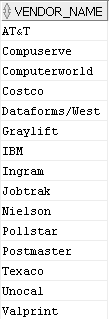 VENDOR_NAME
AT&T
Compuserve
Computerworld
Costco
Dataforms/West
Graylift
IBM
Ingram
Jobtrak
Nielson
Pollstar
Postmaster
Texaco
Unocal
Valprint